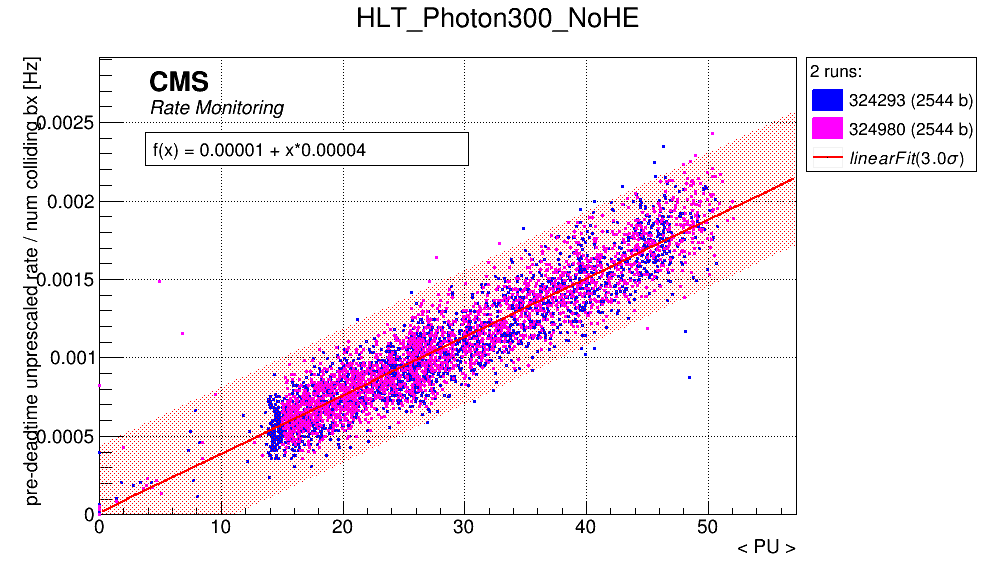 HLT_Photon300_NoHE
pre-deadtime unprescaled rate / num colliding bx [Hz]
CMS
Rate Monitoring
f(x) = 0.00001 + x*0.00004
2 runs:
324293 (2544 b)
324980 (2544 b)
linearFit(3.0σ)
0.0025
0.002
0.0015
0.001
0.0005
0
0 10 20 30 40 50
< PU >